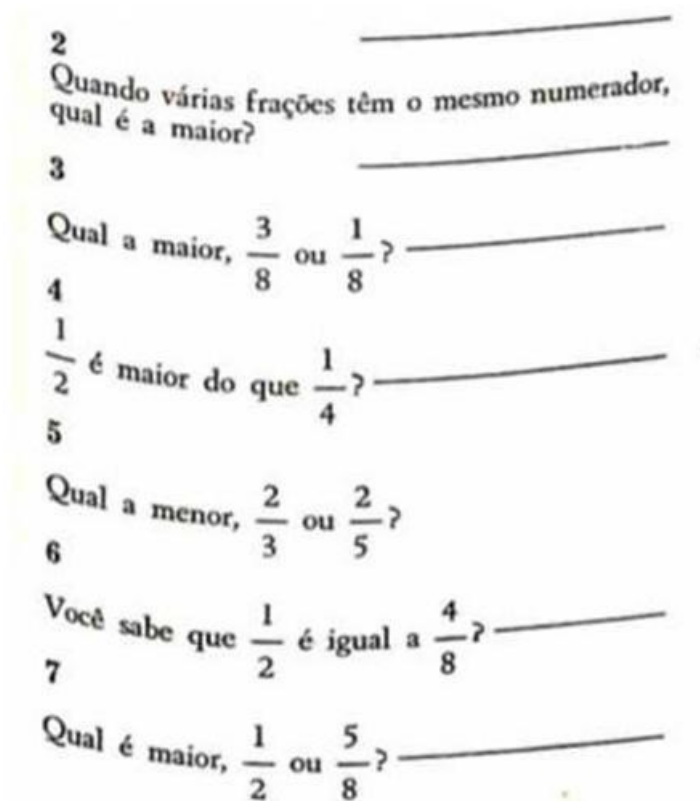 2
Quando várias frações têm o mesmo numerador,
qual é a maior?
3
Qual a maior, 3/8 ou 1/8?
4
1/2 é maior do que 1/4?
5
Qual a menor, 2/3 ou 2/5?
6
Você sabe que 1/2 é igual a 4/8?
7
Qual é maior, 1/2 ou 5/8?